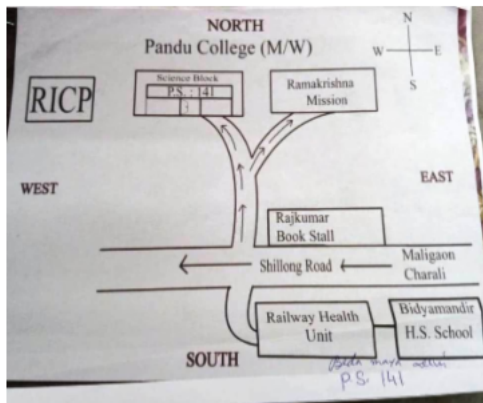 NORTH
Pandu College (M/W)
N
W E
S
RICP
Science Block
P.S. : 141
Ramakrishna
Mission
WEST
EAST
Rajkumar
Book Stall
Shillong Road
Maligaon
Charali
Railway Health
Unit
Bidyamandir
H.S. School
SOUTH
P.S. 141